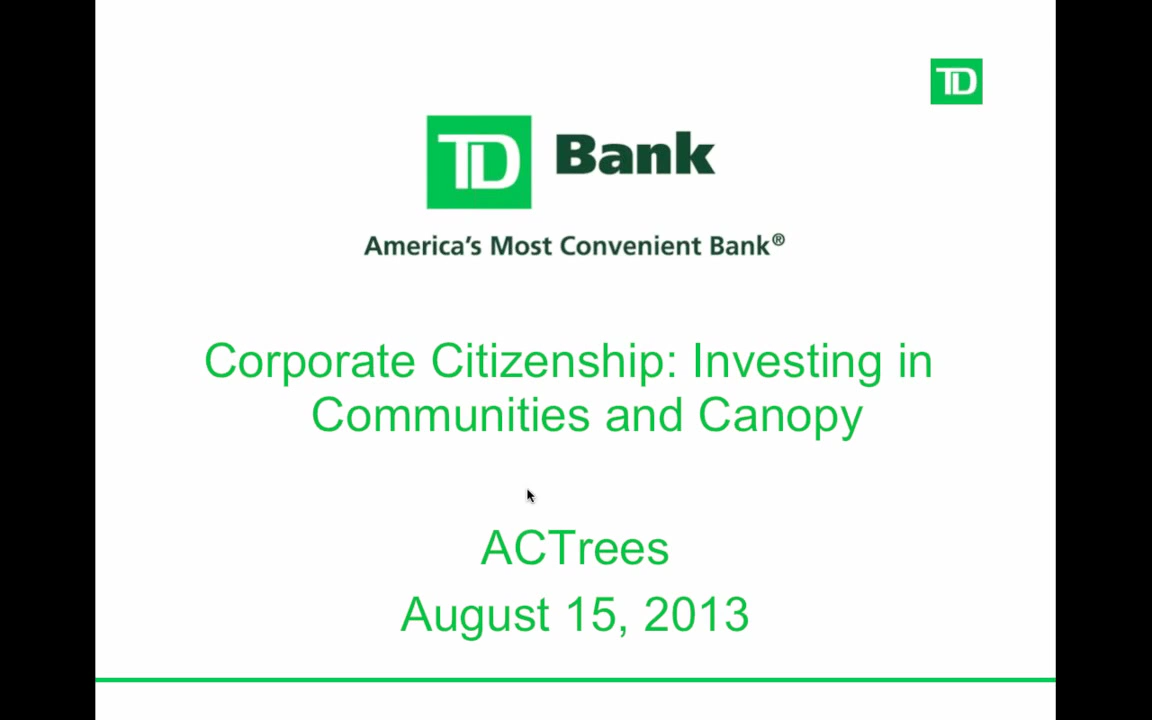 TD
TD Bank
America's Most Convenient Bank®
Corporate Citizenship: Investing in
Communities and Canopy
ACTrees
August 15, 2013